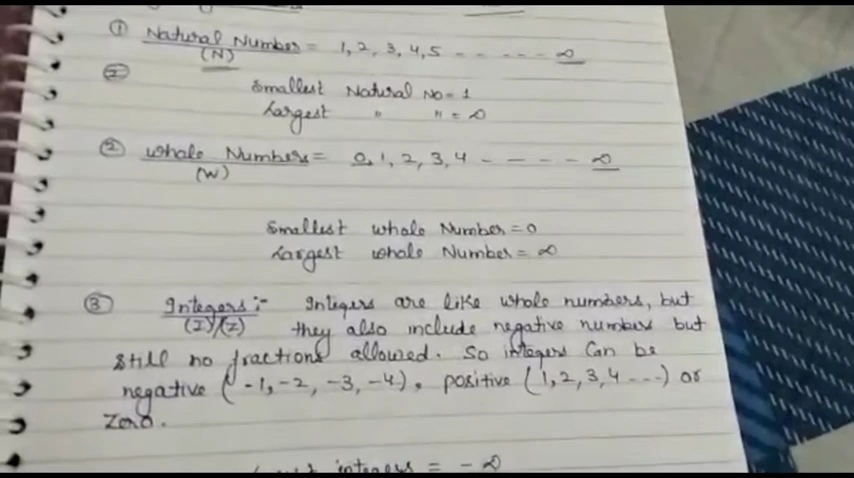 ① Natural Number = 1, 2, 3, 4, 5 - - - - - - ∞
(N)
Smallest Natural No = 1
Largest " " = ∞
② Whole Numbers = 0, 1, 2, 3, 4 - - - - ∞
(W)
Smallest whole Number = 0
Largest whole Number = ∞
③ Integers :- Integers are like whole numbers, but
(I)/(Z) they also include negative numbers but
still no fractions allowed. So integers Can be
negative (-1, -2, -3, -4), positive (1, 2, 3, 4 ---) or
Zero.
integers = - ∞